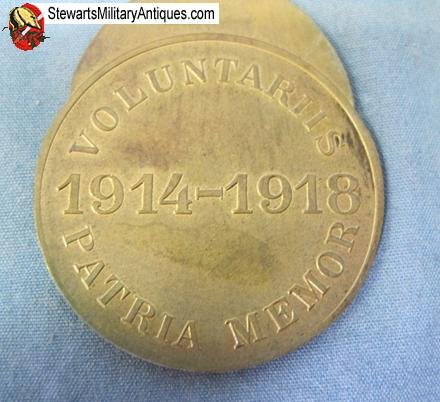 StewartsMilitaryAntiques.com
VOLUNTARIIS
1914-1918
PATRIA MEMOR